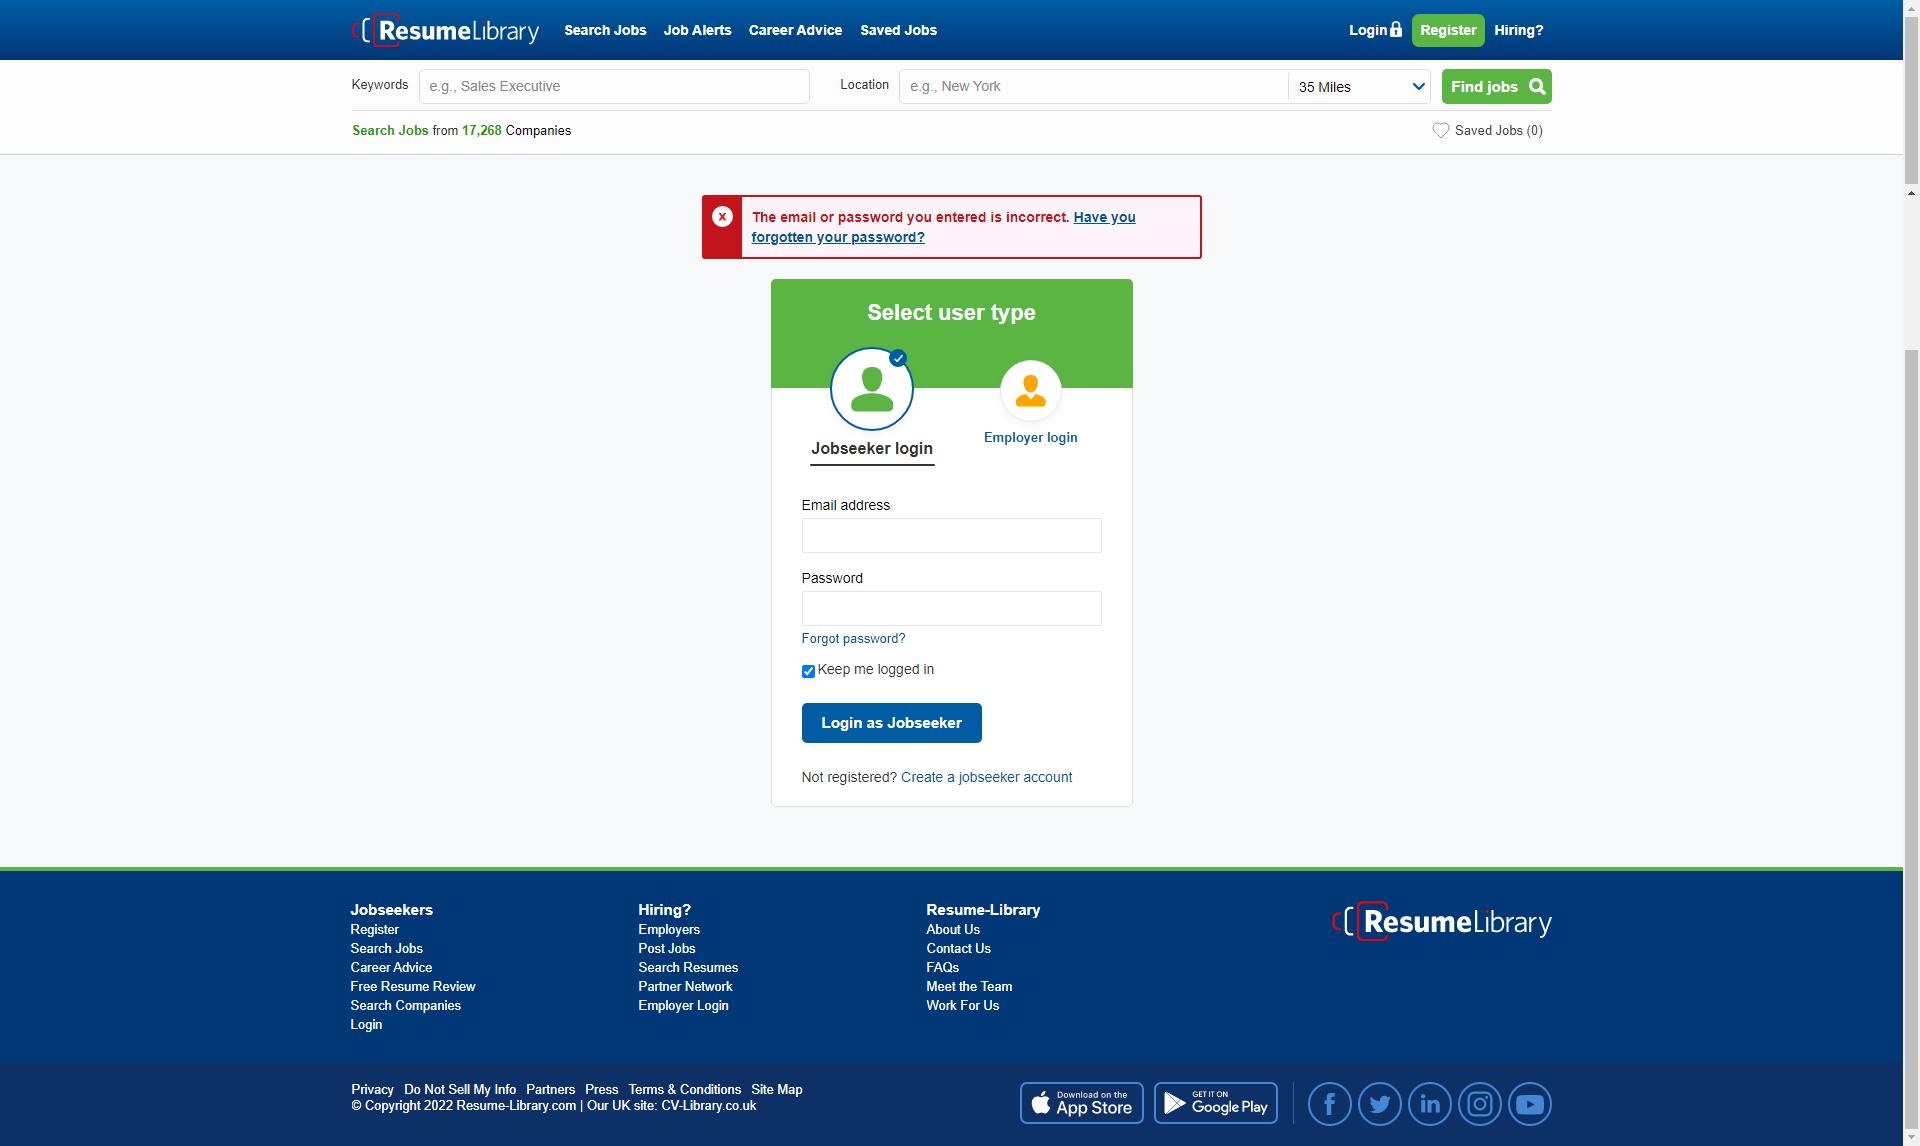 ResumeLibrary Search Jobs Job Alerts Career Advice Saved Jobs Login Register Hiring?
Keywords e.g., Sales Executive Location e.g., New York 35 Miles Find jobs
Search Jobs from 17,268 Companies Saved Jobs (0)
The email or password you entered is incorrect. Have you
forgotten your password?
Select user type
Jobseeker login
Employer login
Email address
Password
Forgot password?
Keep me logged in
Login as Jobseeker
Not registered? Create a jobseeker account
Jobseekers
Register
Search Jobs
Career Advice
Free Resume Review
Search Companies
Login
Hiring?
Employers
Post Jobs
Search Resumes
Partner Network
Employer Login
Resume-Library
About Us
Contact Us
FAQs
Meet the Team
Work For Us
ResumeLibrary
Privacy Do Not Sell My Info Partners Press Terms & Conditions Site Map
© Copyright 2022 Resume-Library.com | Our UK site: CV-Library.co.uk
Download on the
App Store
GET IT ON
Google Play